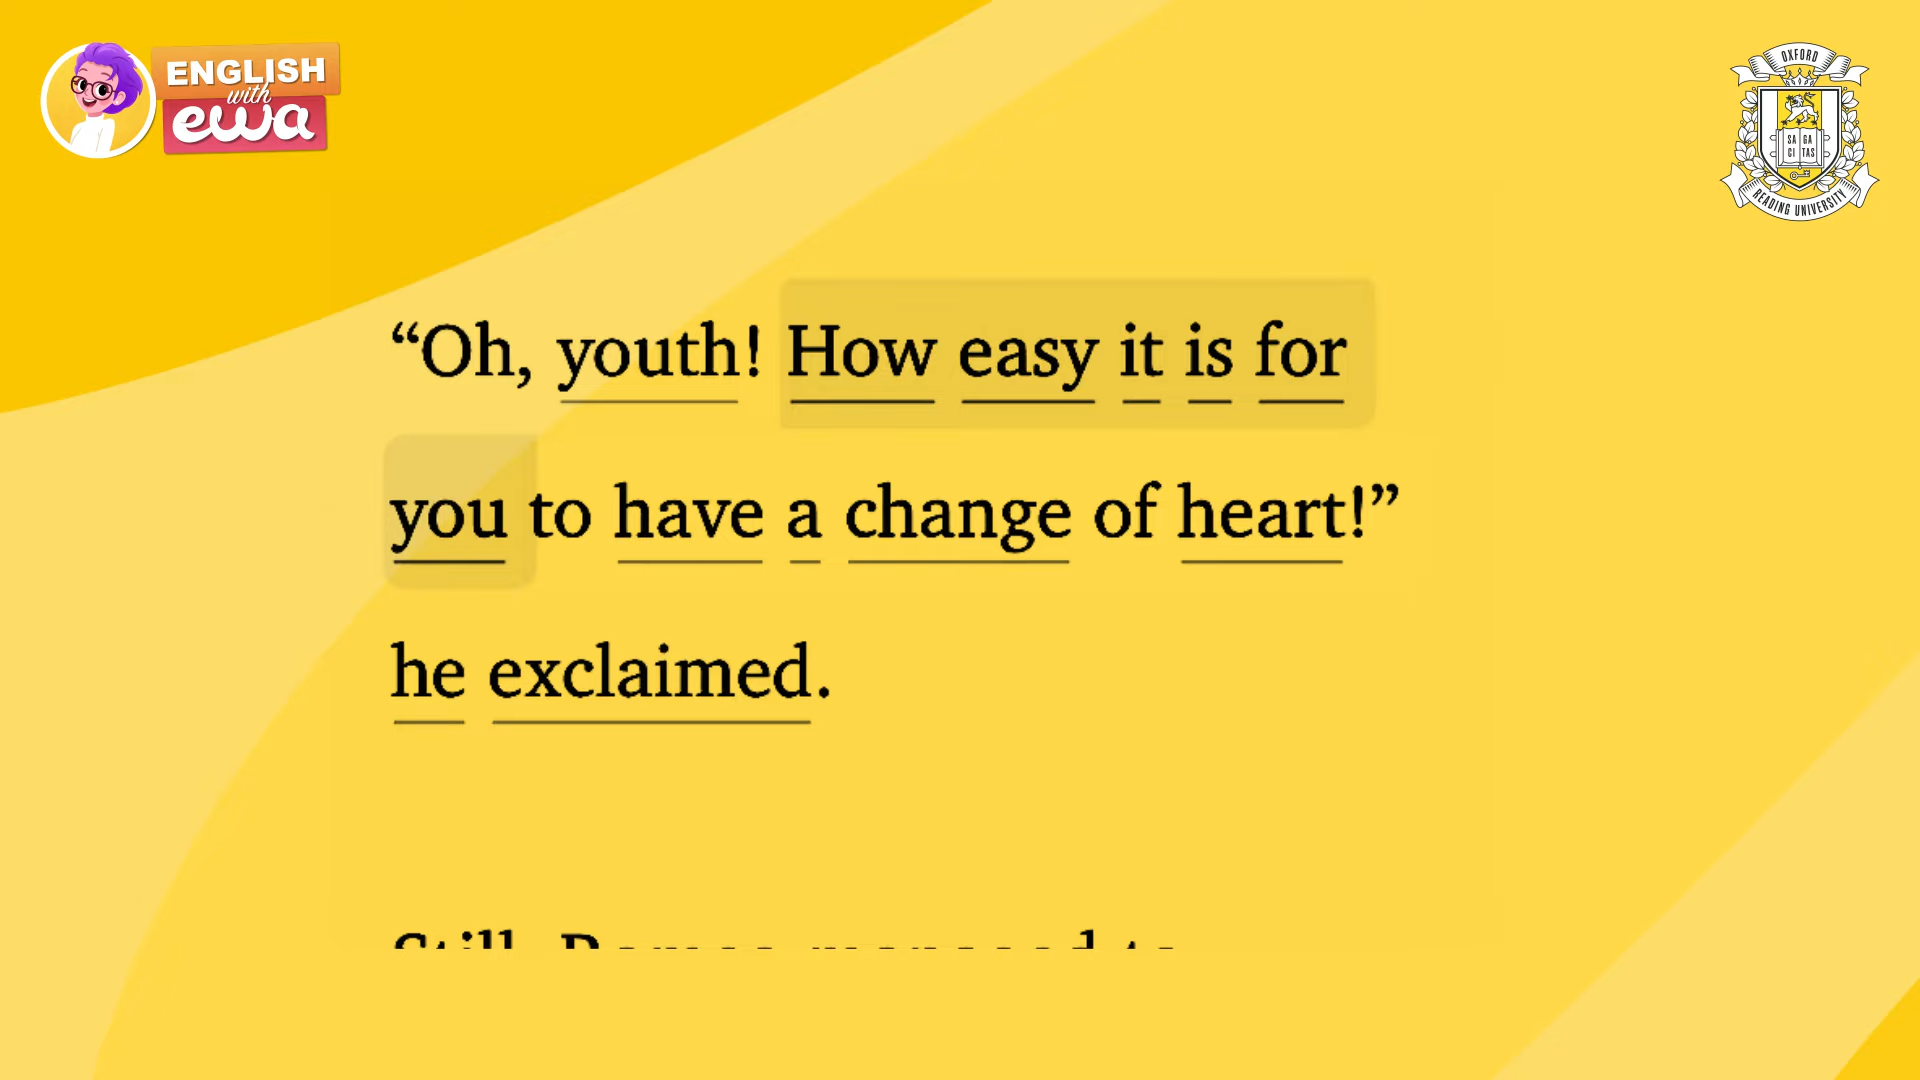 ENGLISH
with
ewa
OXFORD
SA GA
CI TAS
READING UNIVERSITY
“Oh, youth! How easy it is for
you to have a change of heart!”
he exclaimed.